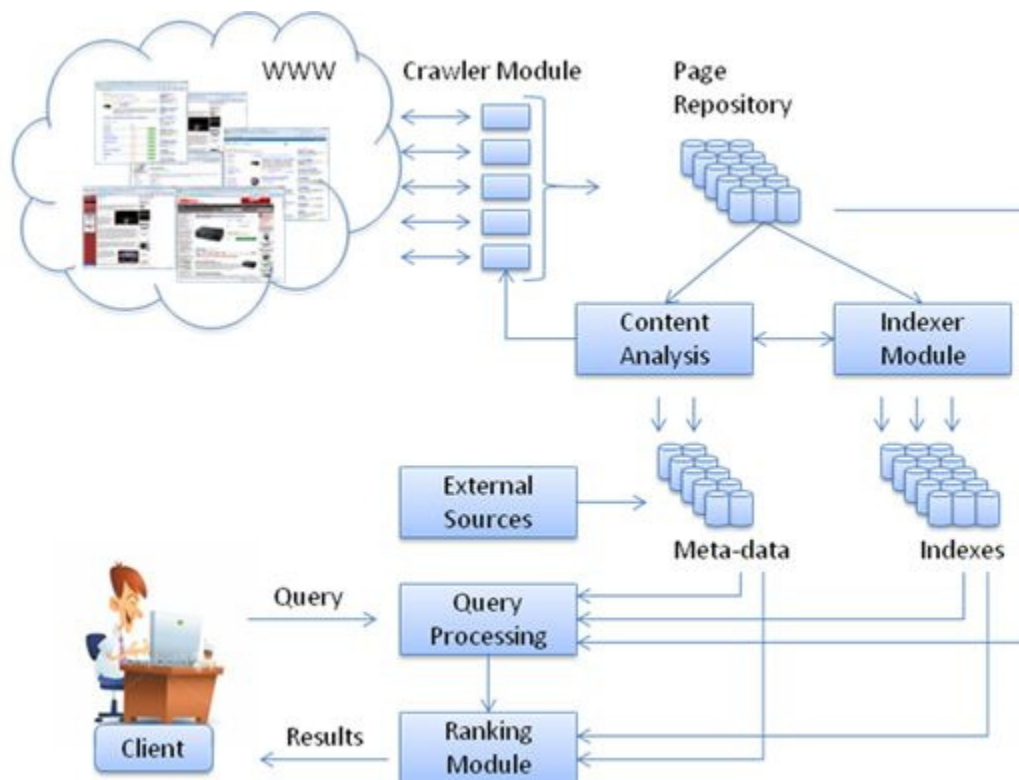 WWW
Crawler Module
Page
Repository
Content
Analysis
Indexer
Module
External
Sources
Meta-data
Indexes
Query
Query
Processing
Client
Results
Ranking
Module